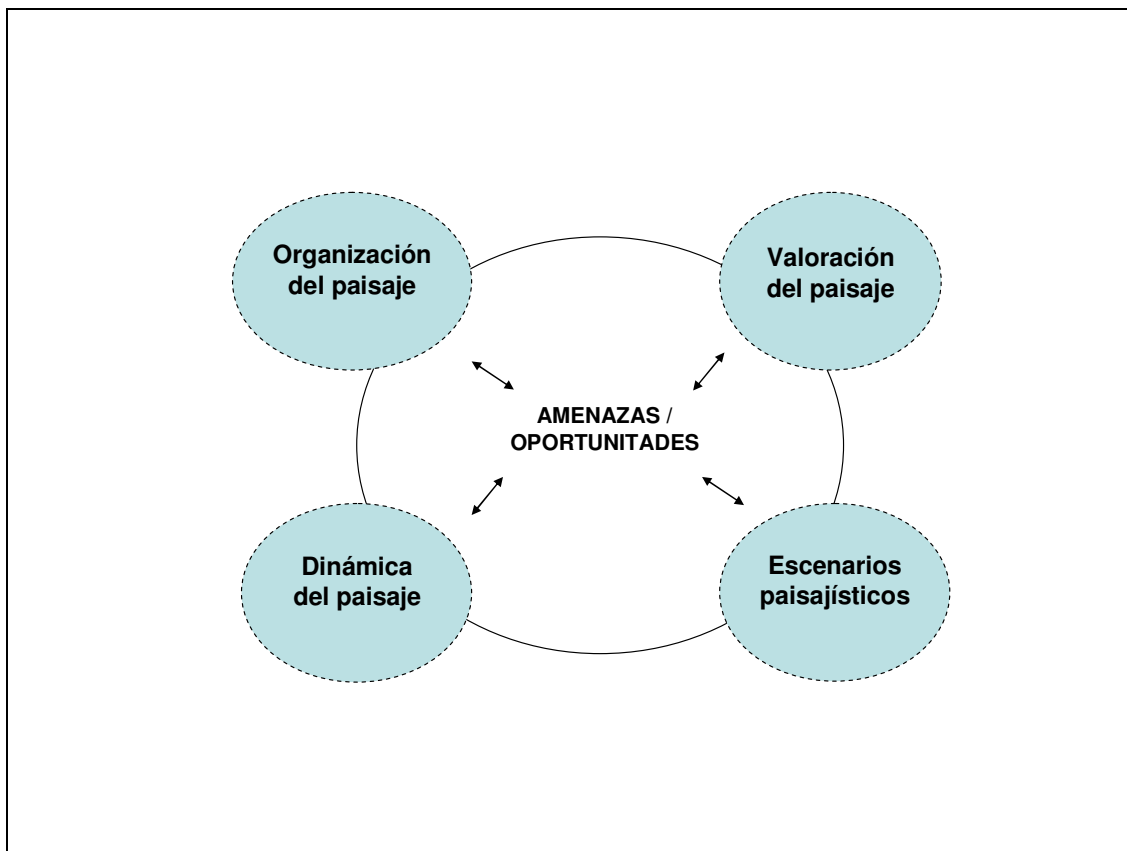 Organización
del paisaje
Valoración
del paisaje
AMENAZAS /
OPORTUNITADES
Dinámica
del paisaje
Escenarios
paisajísticos